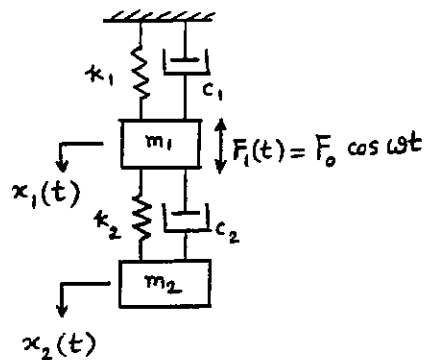 k₁
c₁
m₁
F₁(t) = F₀ cos ωt
x₁(t)
k₂
c₂
m₂
x₂(t)